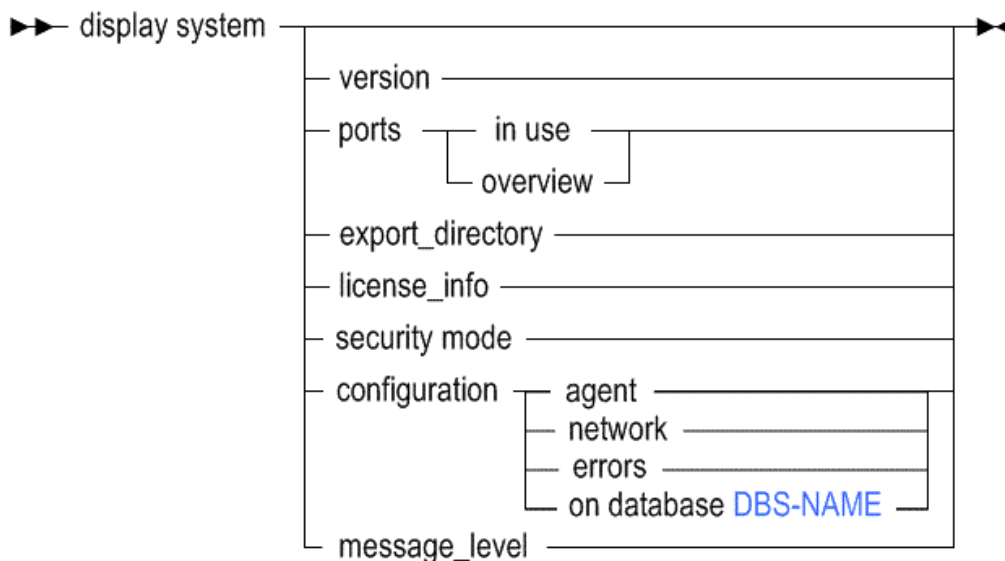 display system
version
ports in use
overview
export_directory
license_info
security mode
configuration agent
network
errors
on database DBS-NAME
message_level